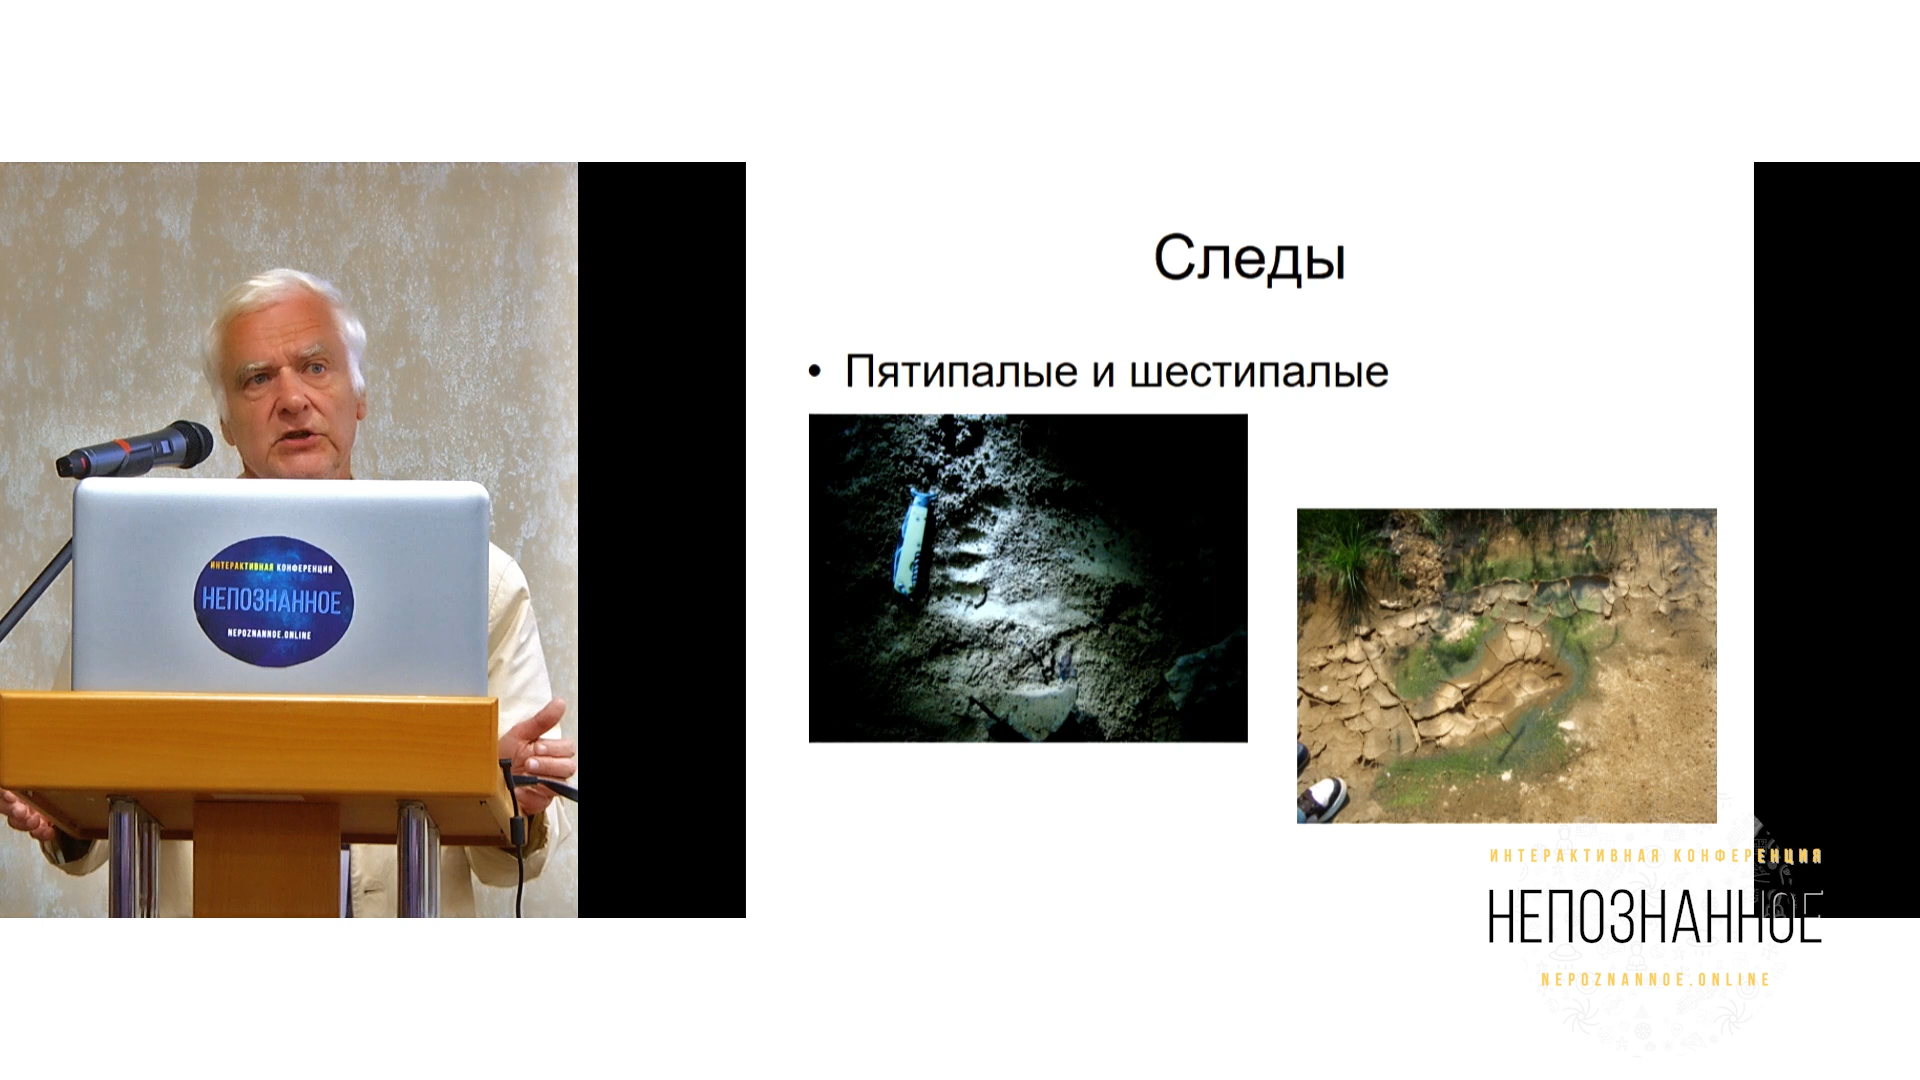 Следы
• Пятипалые и шестипалые
ИНТЕРАКТИВНАЯ КОНФЕРЕНЦИЯ
НЕПОЗНАННОЕ
NEPOZNANNOE.ONLINE
ИНТЕРАКТИВНАЯ КОНФЕРЕНЦИЯ
НЕПОЗНАННОЕ
NEPOZNANNOE.ONLINE